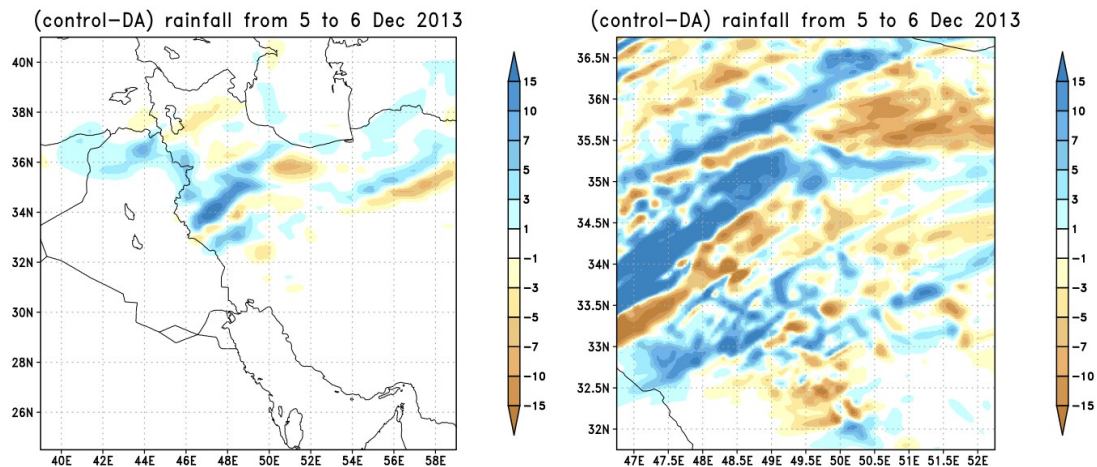 (control-DA) rainfall from 5 to 6 Dec 2013
40N
38N
36N
34N
32N
30N
28N
26N
40E 42E 44E 46E 48E 50E 52E 54E 56E 58E
15
10
7
5
3
1
-1
-3
-5
-7
-10
-15
(control-DA) rainfall from 5 to 6 Dec 2013
36.5N
36N
35.5N
35N
34.5N
34N
33.5N
33N
32.5N
32N
47E 47.5E 48E 48.5E 49E 49.5E 50E 50.5E 51E 51.5E 52E
15
10
7
5
3
1
-1
-3
-5
-7
-10
-15